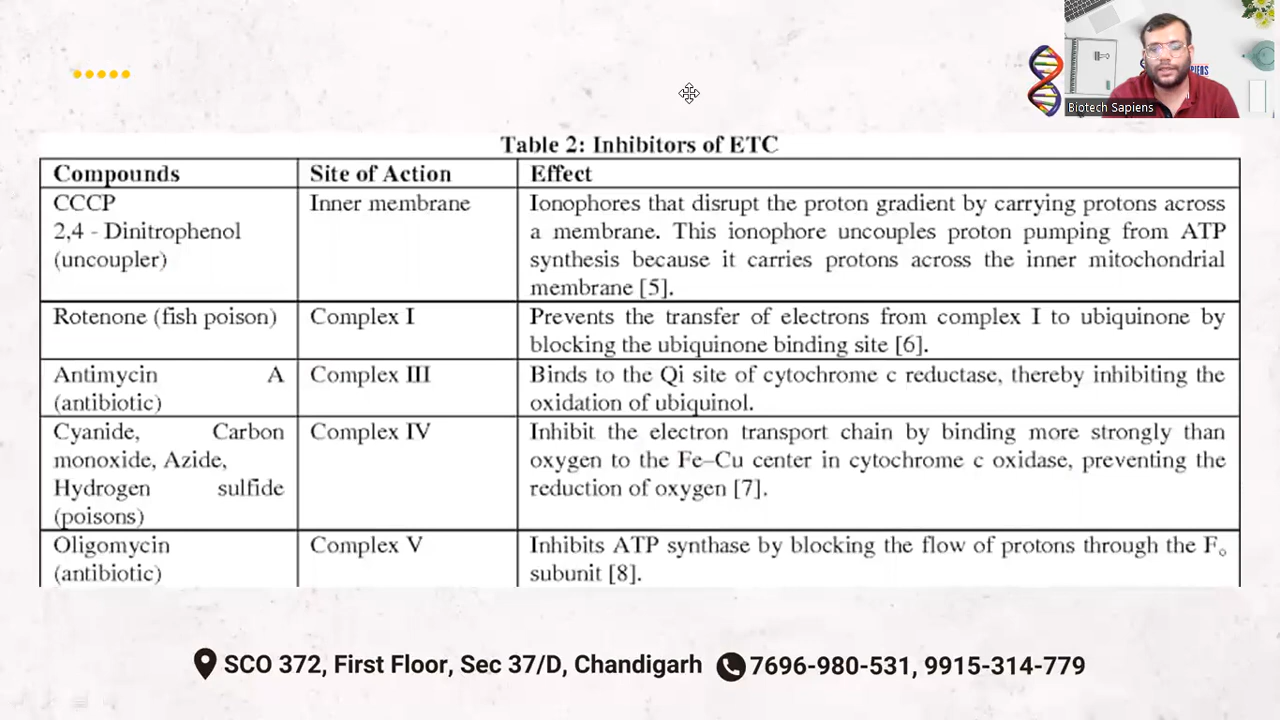 Biotech Sapiens
Table 2: Inhibitors of ETC
Compounds Site of Action Effect
CCCP Inner membrane Ionophores that disrupt the proton gradient by carrying protons across
2,4 - Dinitrophenol a membrane. This ionophore uncouples proton pumping from ATP
(uncoupler) synthesis because it carries protons across the inner mitochondrial
membrane [5].
Rotenone (fish poison) Complex I Prevents the transfer of electrons from complex I to ubiquinone by
blocking the ubiquinone binding site [6].
Antimycin A Complex III Binds to the Qi site of cytochrome c reductase, thereby inhibiting the
(antibiotic) oxidation of ubiquinol.
Cyanide, Carbon Complex IV Inhibit the electron transport chain by binding more strongly than
monoxide, Azide, oxygen to the Fe–Cu center in cytochrome c oxidase, preventing the
Hydrogen sulfide reduction of oxygen [7].
(poisons)
Oligomycin Complex V Inhibits ATP synthase by blocking the flow of protons through the Fₒ
(antibiotic) subunit [8].
SCO 372, First Floor, Sec 37/D, Chandigarh 7696-980-531, 9915-314-779